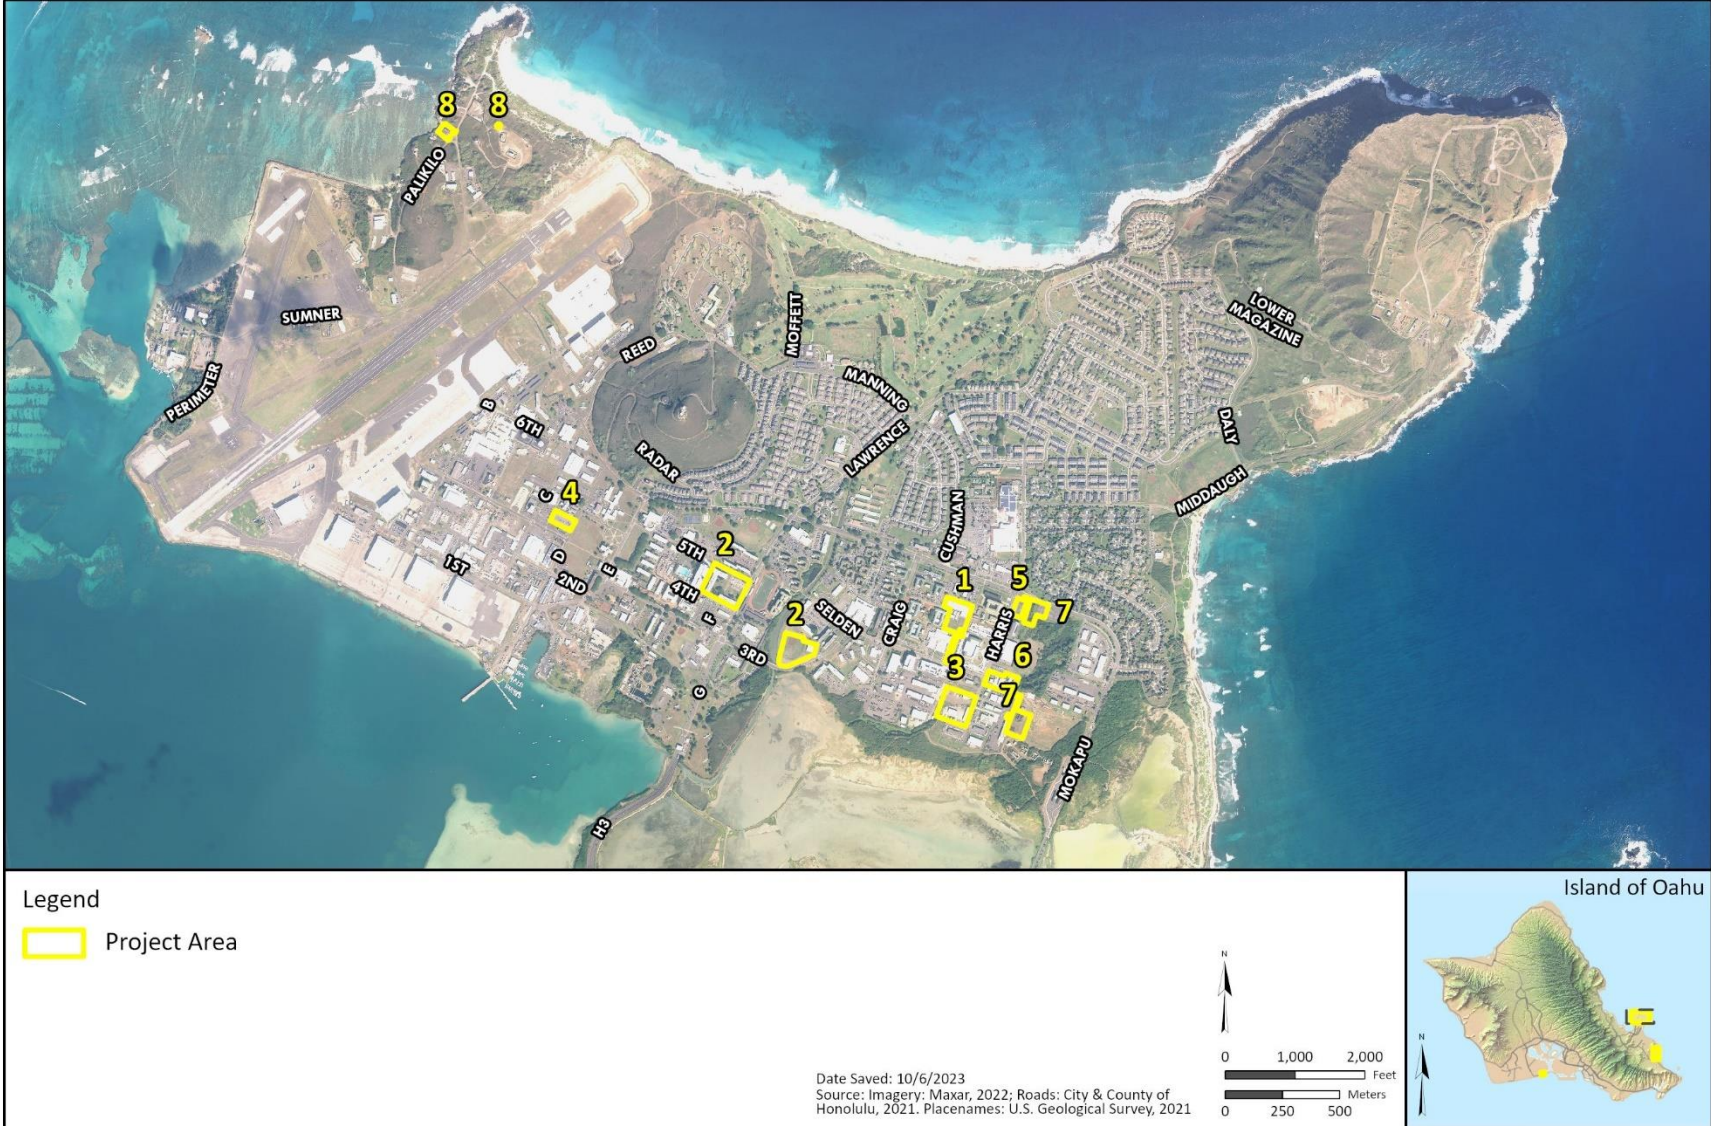 8
8
PALIKILO
SUMNER
PERIMETER
REED
MOFFETT
LOWER
MAGAZINE
MANNING
LAWRENCE
RADAR
B
6TH
DALY
MIDDAUGH
C
4
D
1ST
2ND
E
5TH
2
4TH
F
CUSHMAN
1
5
7
2
SELDEN
CRAIG
HARRIS
3RD
3
6
7
G
MOKAPU
H3
Legend
Project Area
Date Saved: 10/6/2023
Source: Imagery: Maxar, 2022; Roads: City & County of
Honolulu, 2021. Placenames: U.S. Geological Survey, 2021
N
0 1,000 2,000
Feet
Meters
0 250 500
Island of Oahu
N